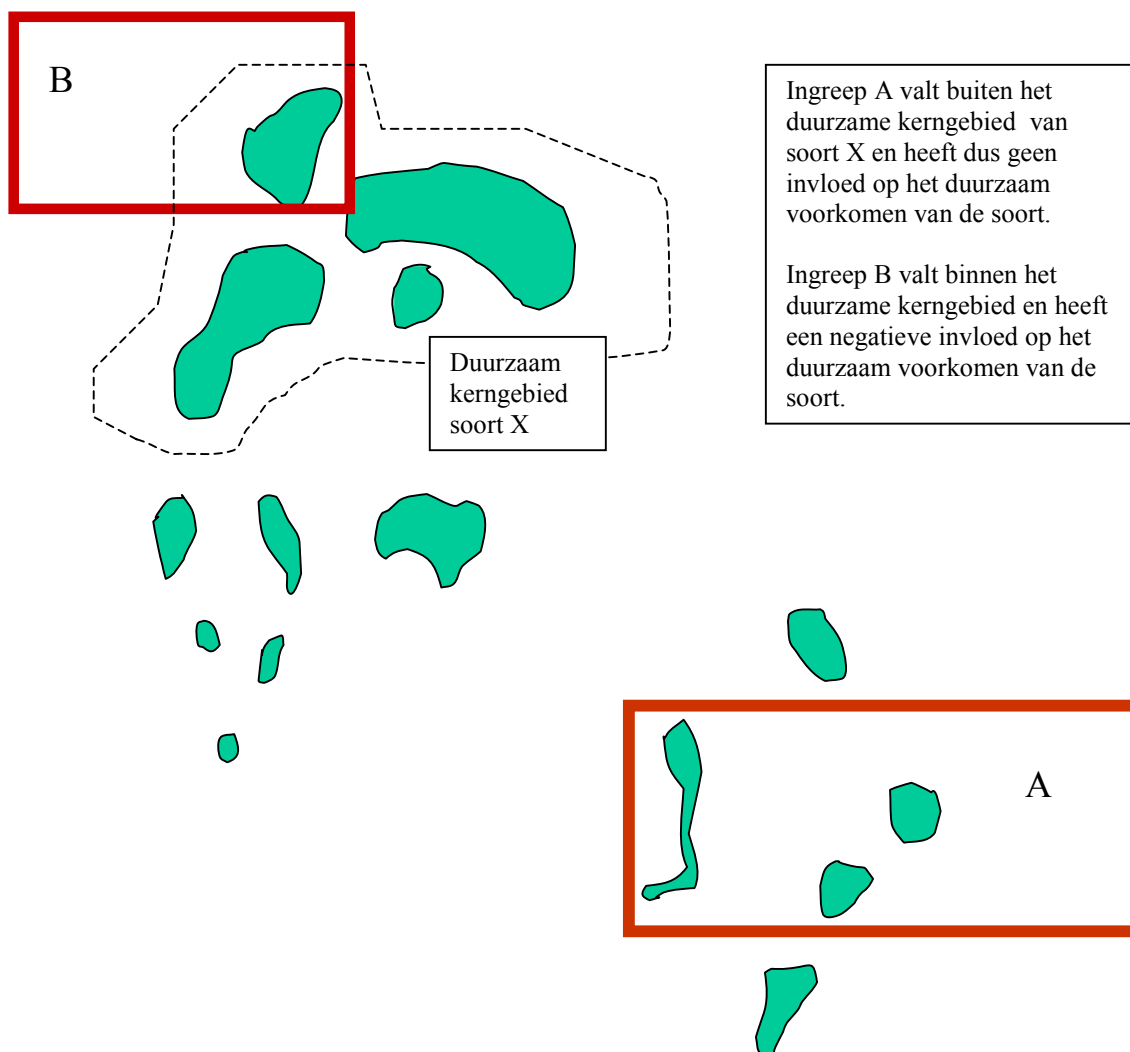 B
Ingreep A valt buiten het
duurzame kerngebied van
soort X en heeft dus geen
invloed op het duurzaam
voorkomen van de soort.
Ingreep B valt binnen het
duurzame kerngebied en heeft
een negatieve invloed op het
duurzaam voorkomen van de
soort.
Duurzaam
kerngebied
soort X
A